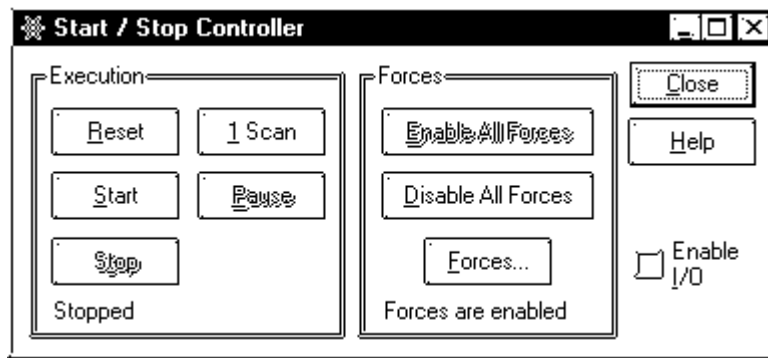 Start / Stop Controller
Execution
Reset
1 Scan
Start
Pause
Stop
Stopped
Forces
Enable All Forces
Disable All Forces
Forces...
Forces are enabled
Close
Help
Enable
I/O